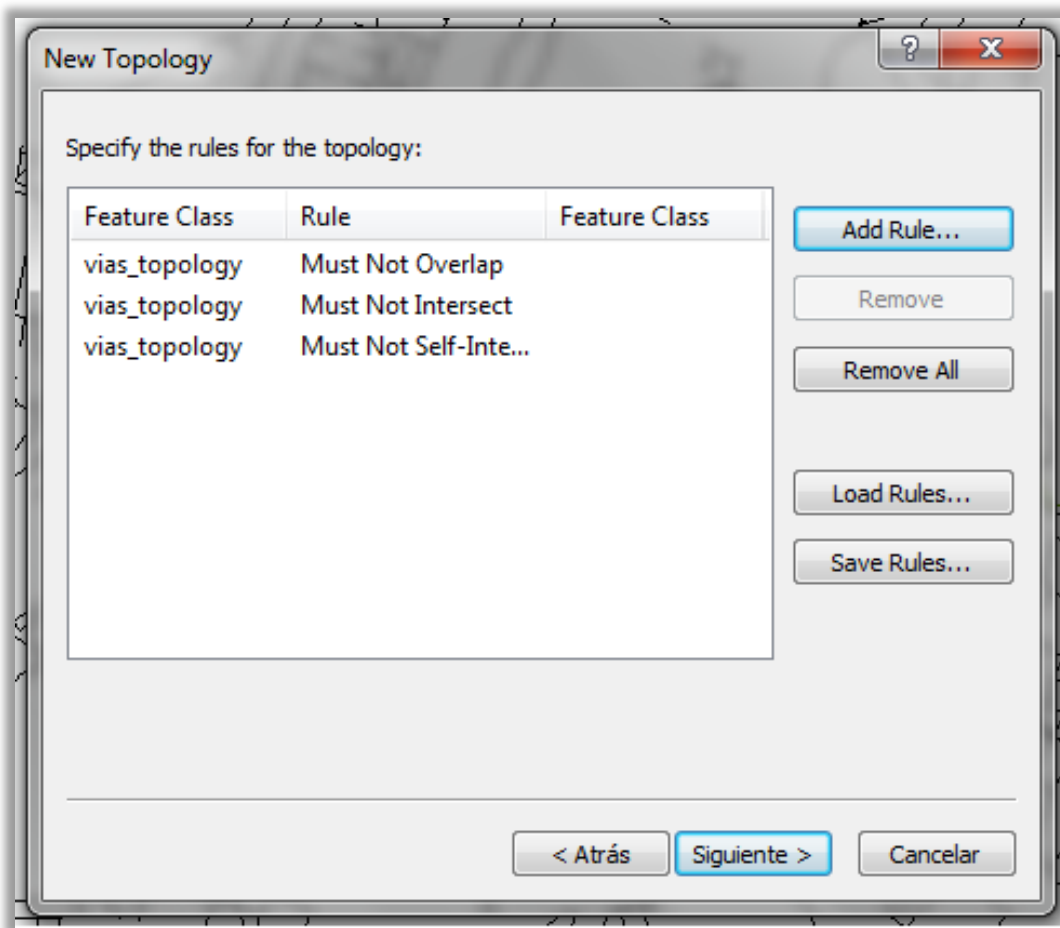 New Topology
Specify the rules for the topology:
Feature Class Rule Feature Class
vias_topology Must Not Overlap
vias_topology Must Not Intersect
vias_topology Must Not Self-Inte...
Add Rule...
Remove
Remove All
Load Rules...
Save Rules...
< Atrás Siguiente > Cancelar